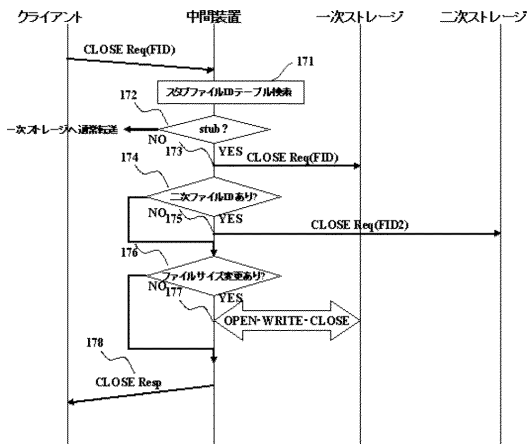 クライアント 中間装置 一次ストレージ 二次ストレージ
CLOSE Req(FID)
171
スタブファイルIDテーブル検索
172
stub?
一次ストレージへ通常転送
NO
YES
173
CLOSE Req(FID)
174
二次ファイルIDあり?
NO
YES
175
CLOSE Req(FID2)
176
ファイルサイズ変更あり?
NO
YES
177
OPEN-WRITE-CLOSE
178
CLOSE Resp